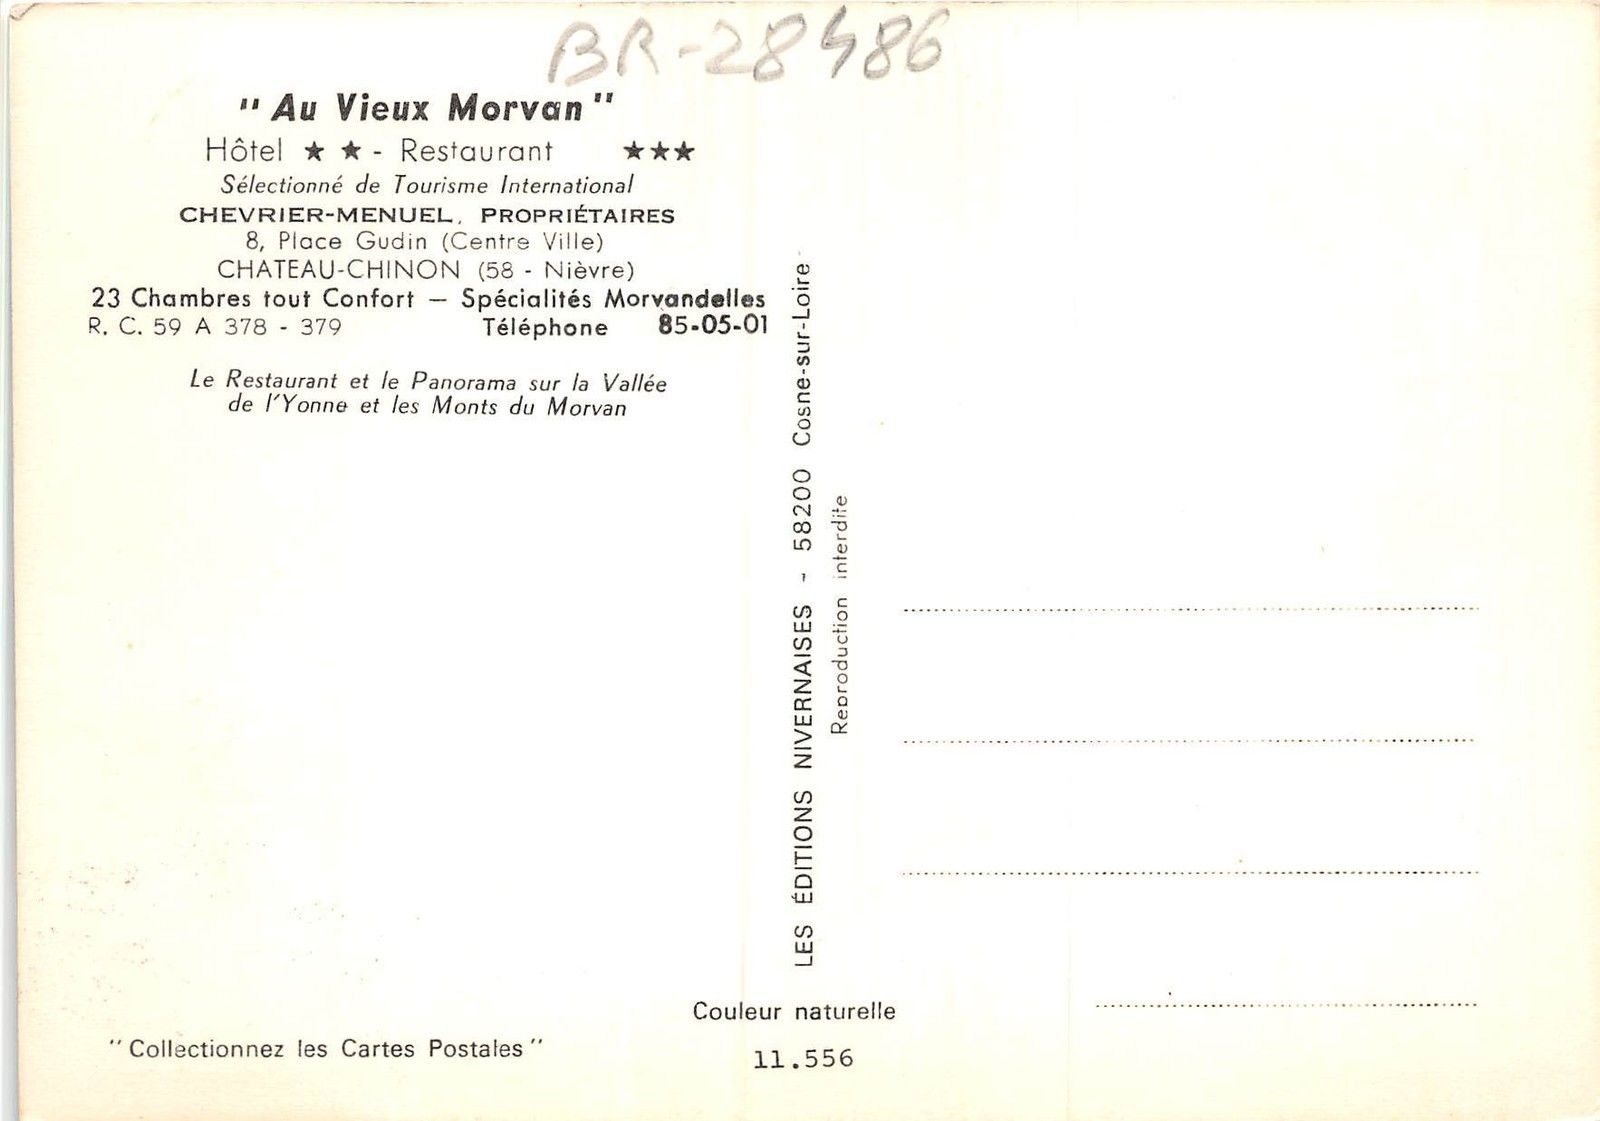 BR-28486
" Au Vieux Morvan "
Hôtel ★ ★ - Restaurant ★★★
Sélectionné de Tourisme International
CHEVRIER-MENUEL, PROPRIÉTAIRES
8, Place Gudin (Centre Ville)
CHATEAU-CHINON (58 - Nièvre)
23 Chambres tout Confort — Spécialités Morvandelles
R. C. 59 A 378 - 379 Téléphone 85-05-01
Le Restaurant et le Panorama sur la Vallée
de l'Yonne et les Monts du Morvan
LES ÉDITIONS NIVERNAISES - 58200 Cosne-sur-Loire -
Reproduction interdite
Couleur naturelle
"Collectionnez les Cartes Postales"
11.556